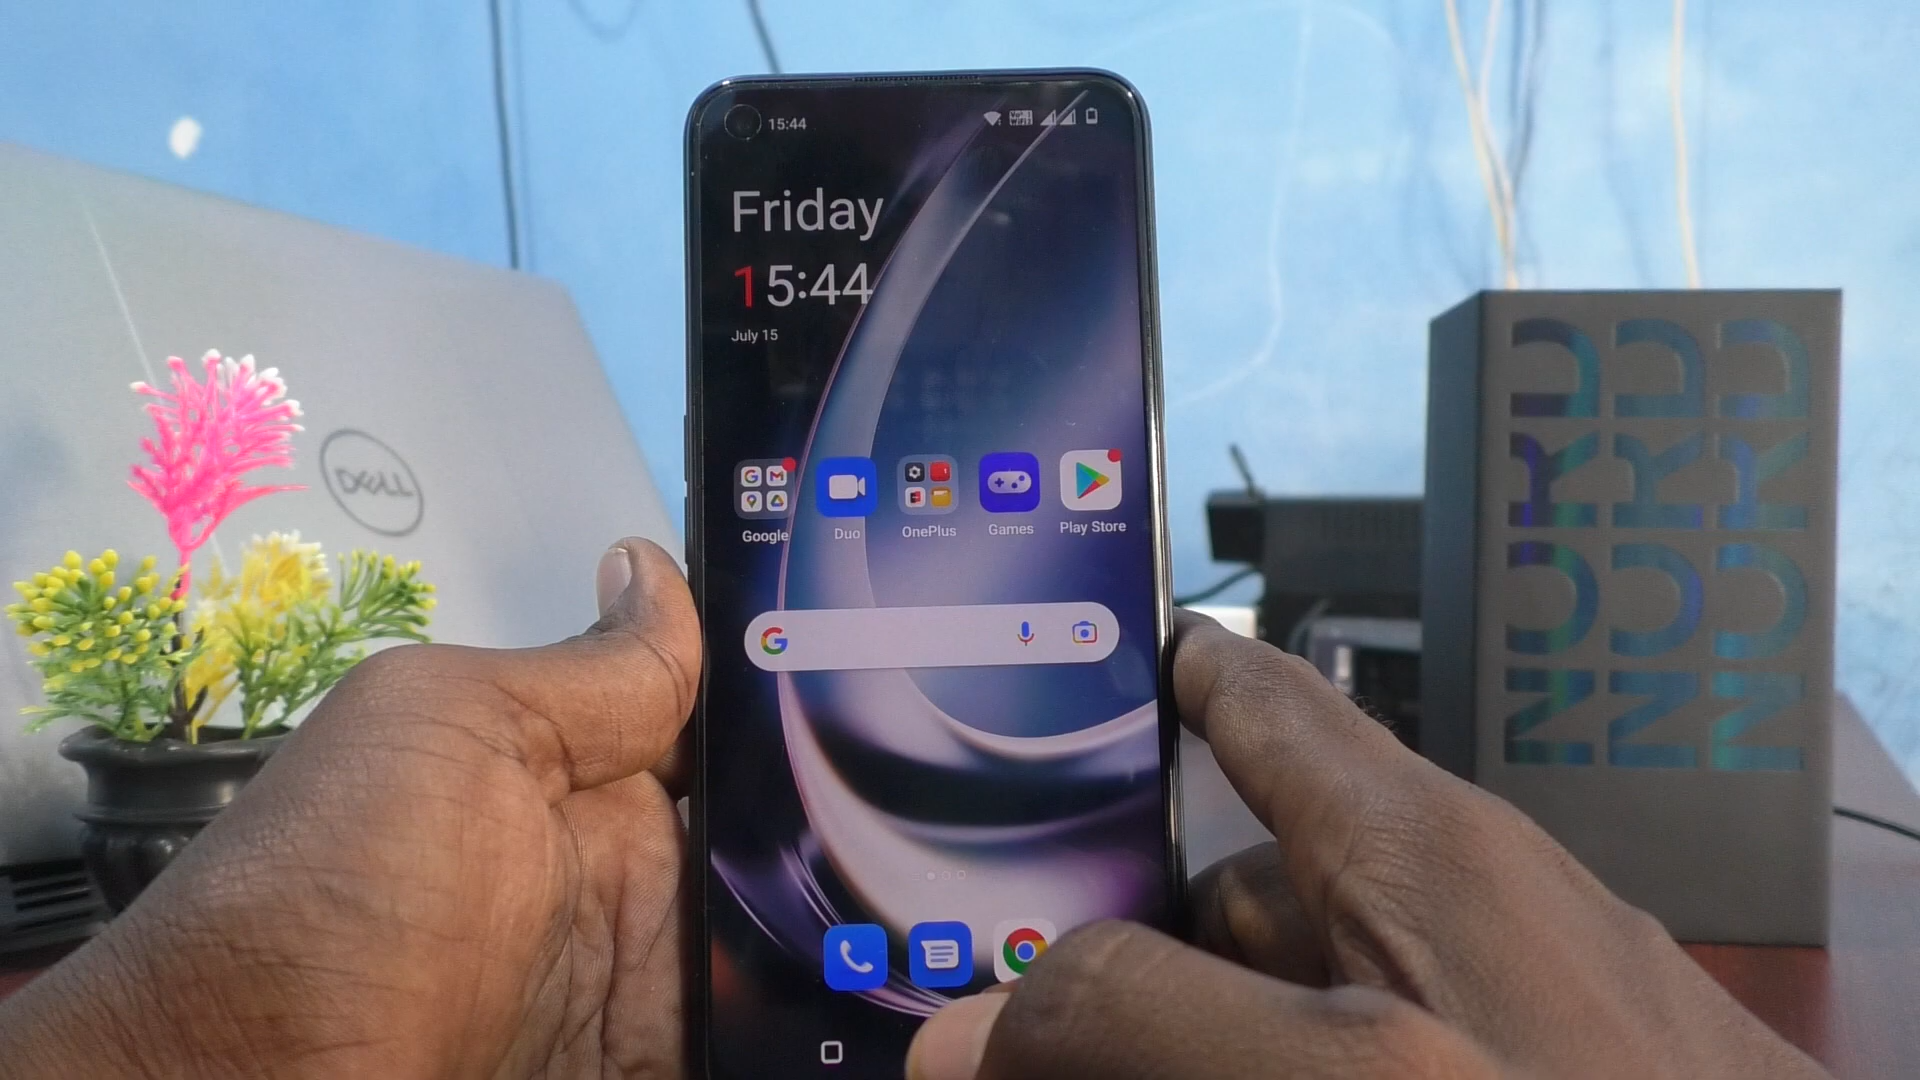 15:44
Friday
15:44
July 15
Google
Duo
OnePlus
Games
Play Store
G
DELL
NORD
NORD
NORD